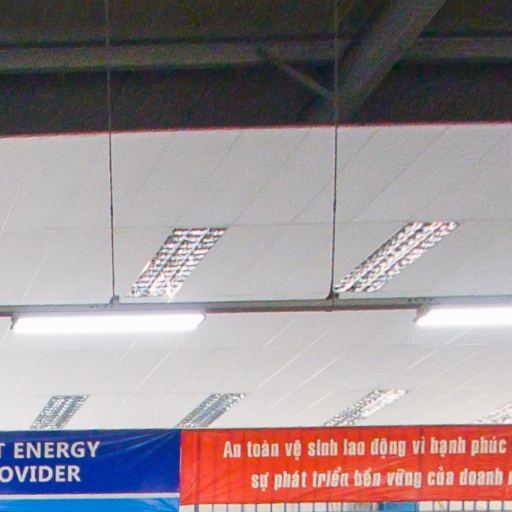 T ENERGY
OVIDER
An toàn vệ sinh lao động vì hạnh phúc
sự phát triển bền vững của doanh